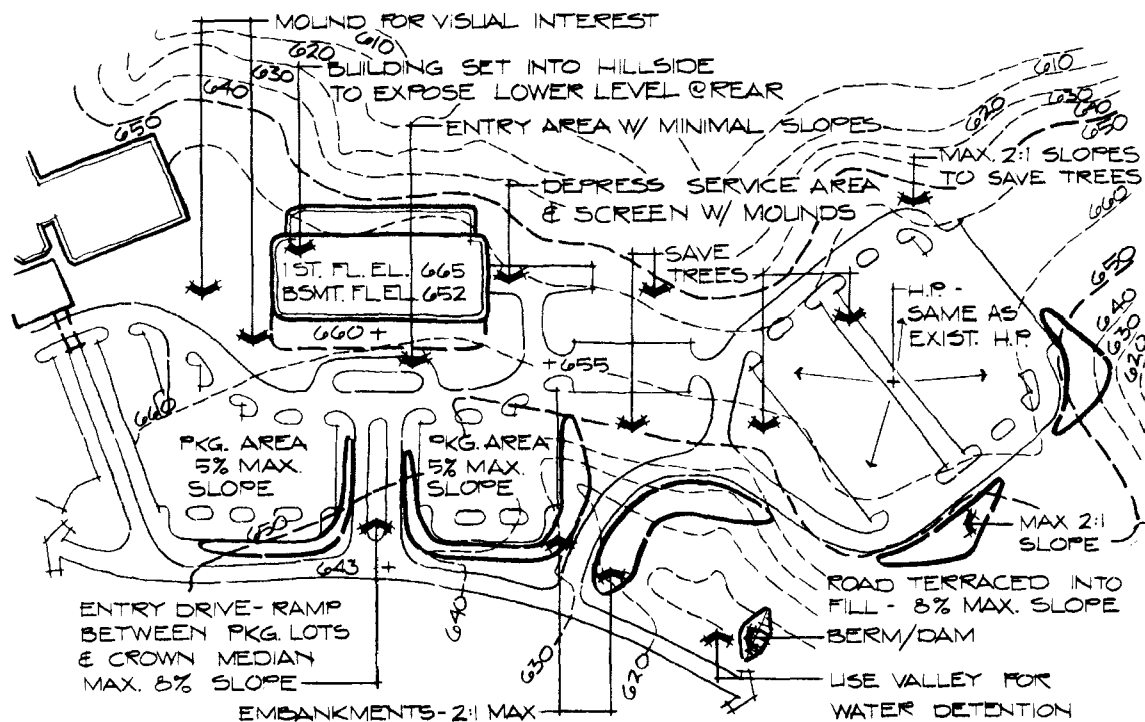 MOUND FOR VISUAL INTEREST
610
620
BUILDING SET INTO HILLSIDE
TO EXPOSE LOWER LEVEL @ REAR
630
640
650
ENTRY AREA W/ MINIMAL SLOPES
610
620
630
640
650
MAX. 2:1 SLOPES
TO SAVE TREES
DEPRESS SERVICE AREA
& SCREEN W/ MOUNDS
660
SAVE
TREES
650
640
630
620
1ST. FL. EL. 665
BSMT. FL. EL. 652
H.P. -
SAME AS
EXIST. H.P.
660 +
+ 655
660
PKG. AREA
5% MAX.
SLOPE
PKG. AREA
5% MAX.
SLOPE
650
643 +
MAX 2:1
SLOPE
640
630
620
ENTRY DRIVE - RAMP
BETWEEN PKG. LOTS
& CROWN MEDIAN
MAX. 8% SLOPE
ROAD TERRACED INTO
FILL - 8% MAX. SLOPE
BERM/DAM
USE VALLEY FOR
WATER DETENTION
EMBANKMENTS - 2:1 MAX